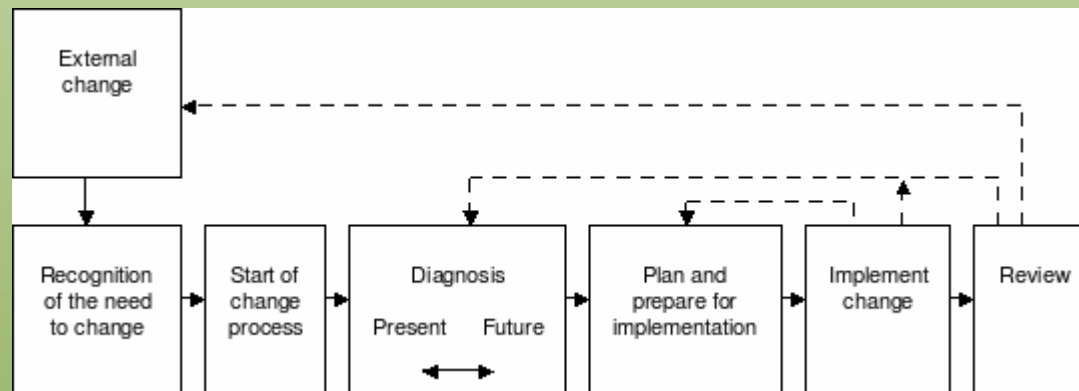 External
change
Recognition
of the need
to change
Start of
change
process
Diagnosis
Present Future
Plan and
prepare for
implementation
Implement
change
Review